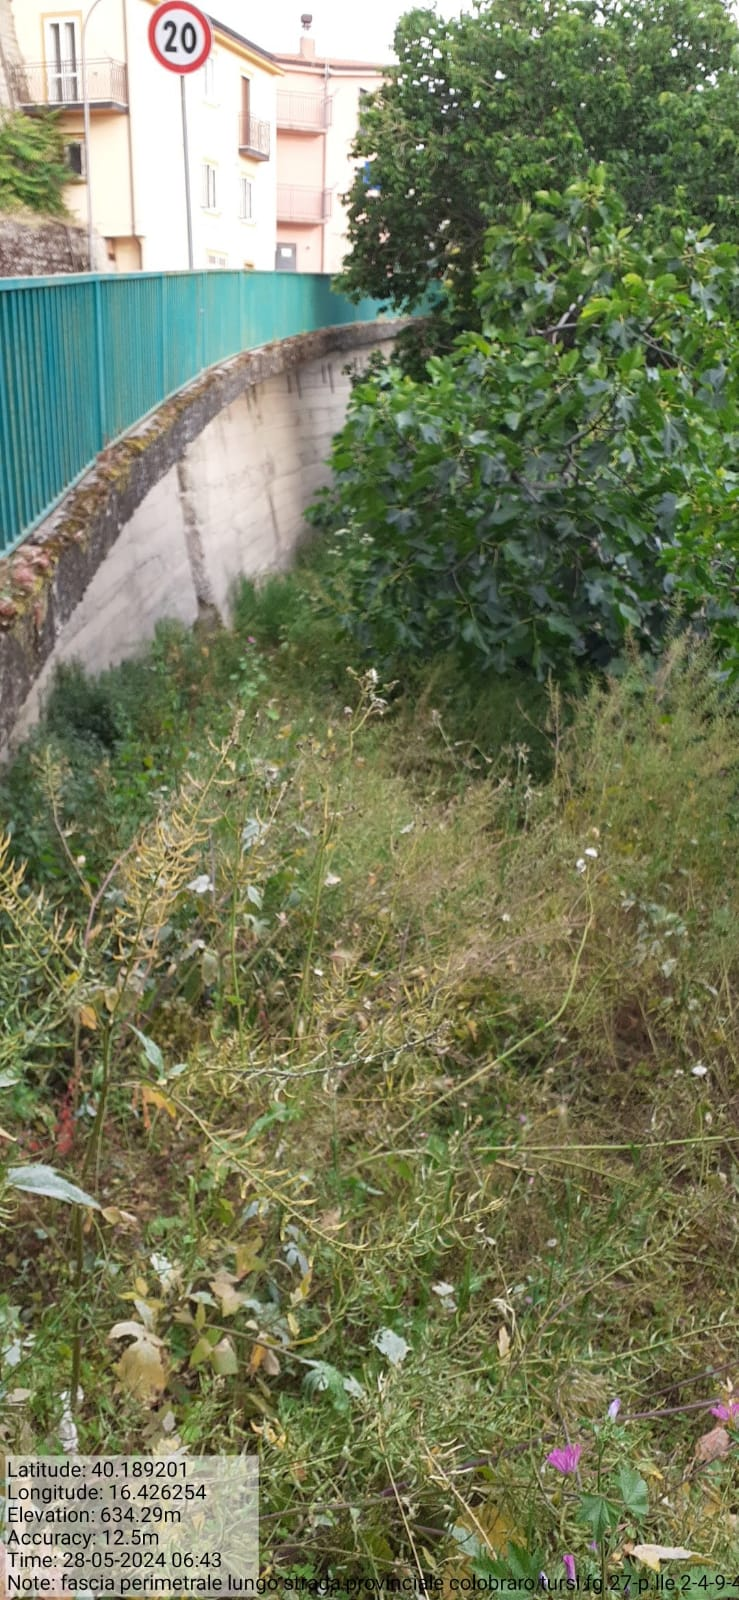 20
Latitude: 40.189201
Longitude: 16.426254
Elevation: 634.29m
Accuracy: 12.5m
Time: 28-05-2024 06:43
Note: fascia perimetrale lungo strada provinciale colobraro tursi fg.27-p.lle 2-4-9-4